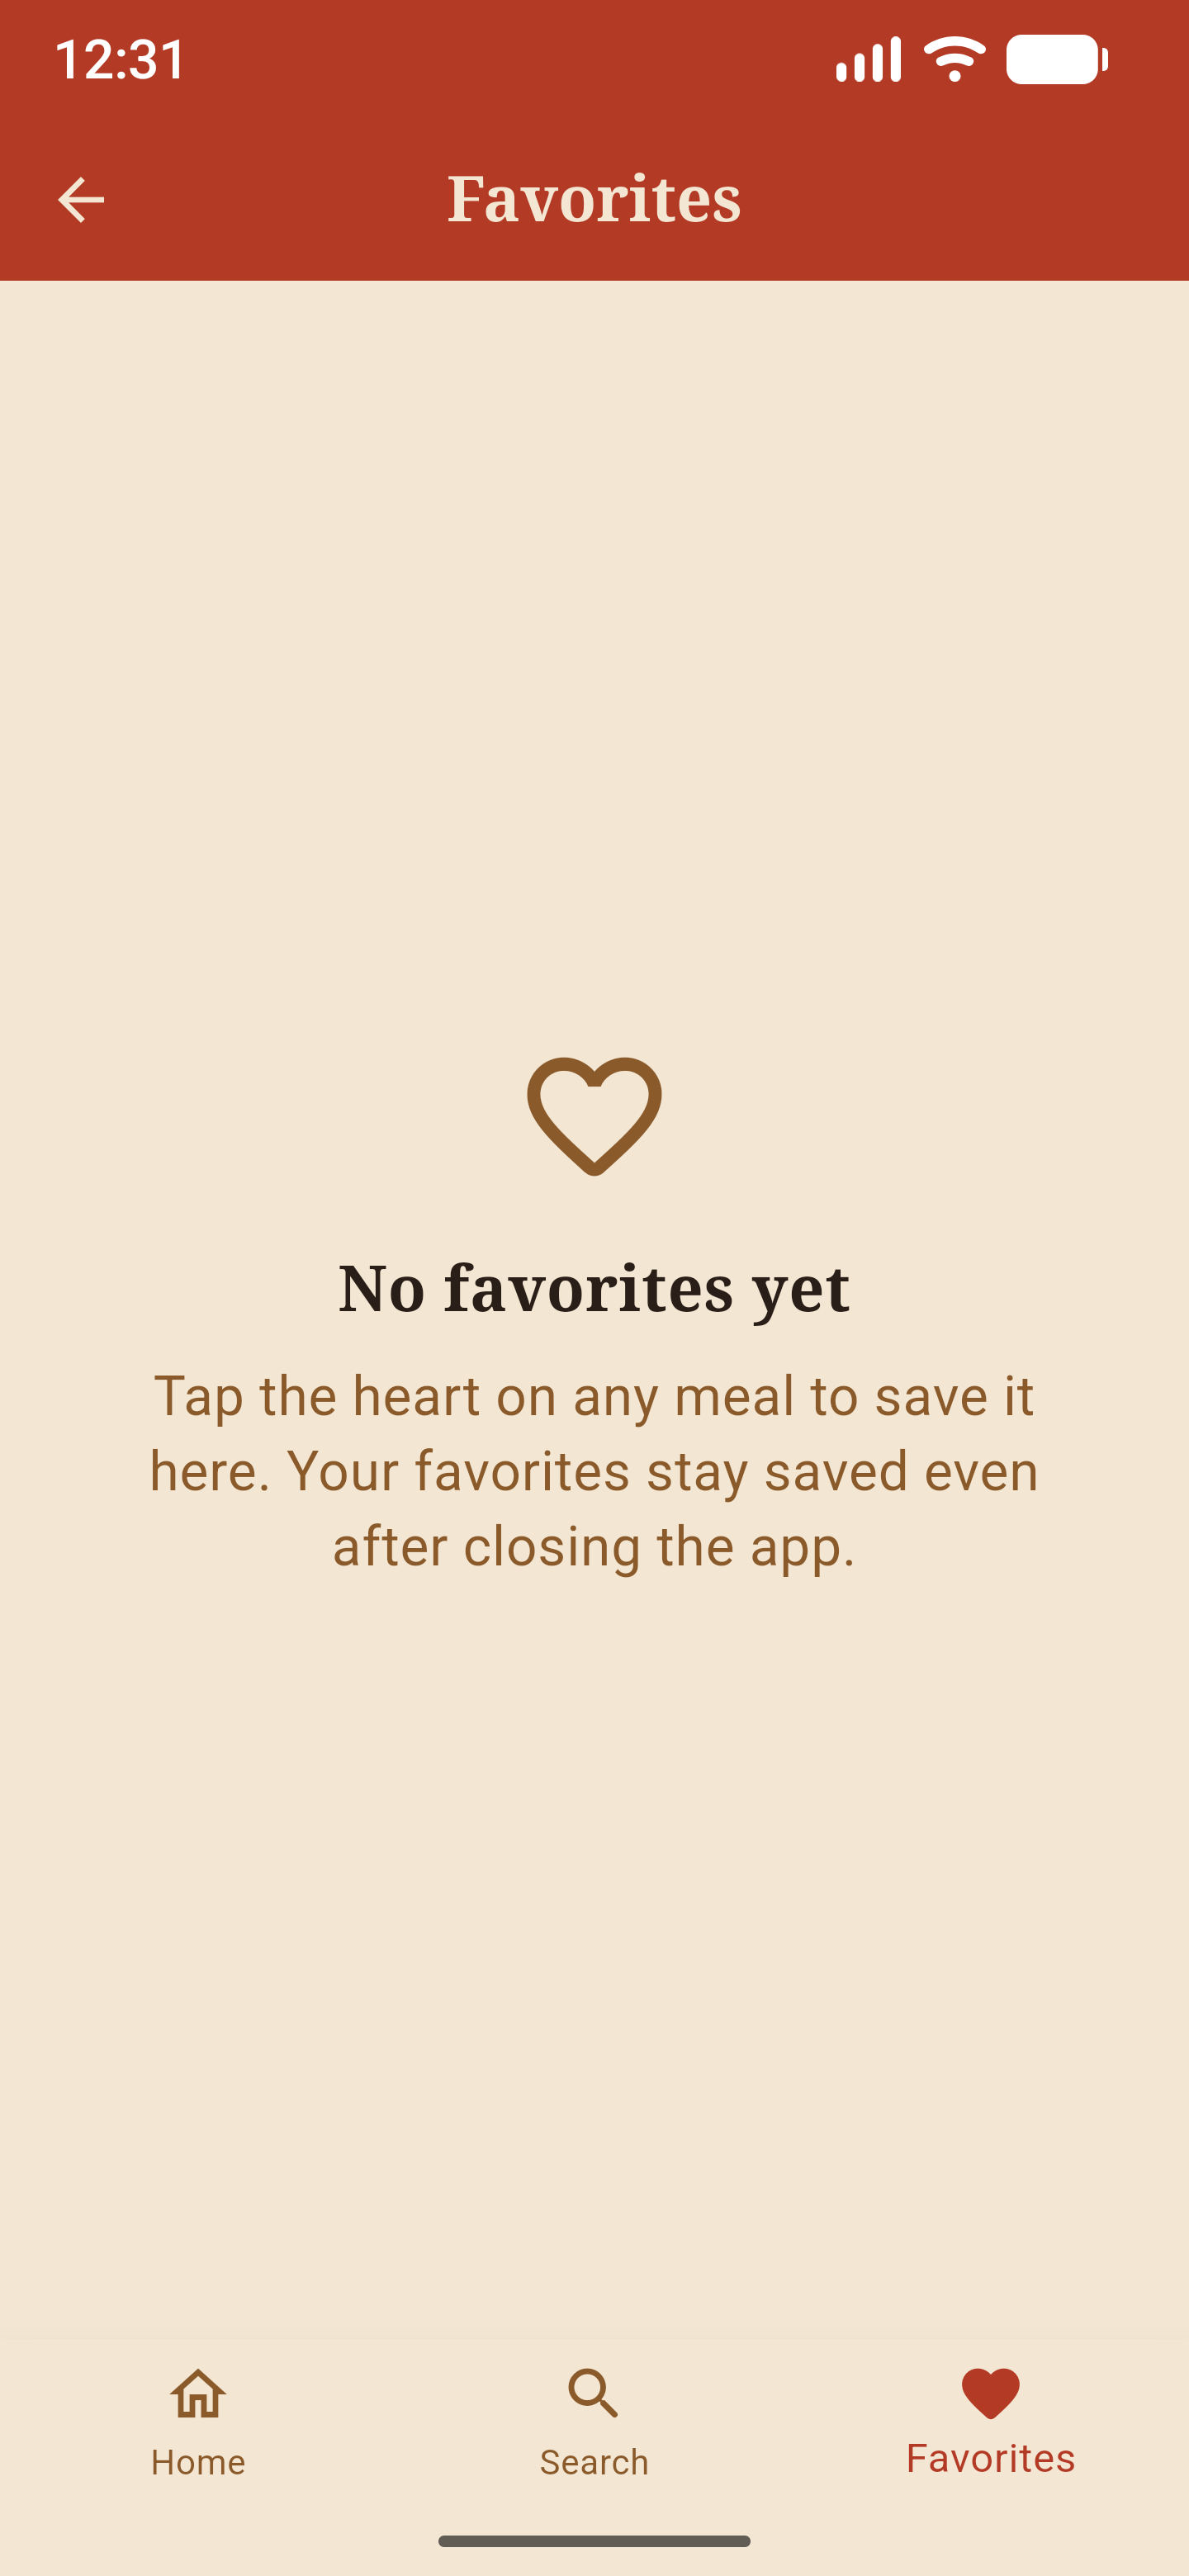 12:31
Favorites
No favorites yet
Tap the heart on any meal to save it
here. Your favorites stay saved even
after closing the app.
Home
Search
Favorites